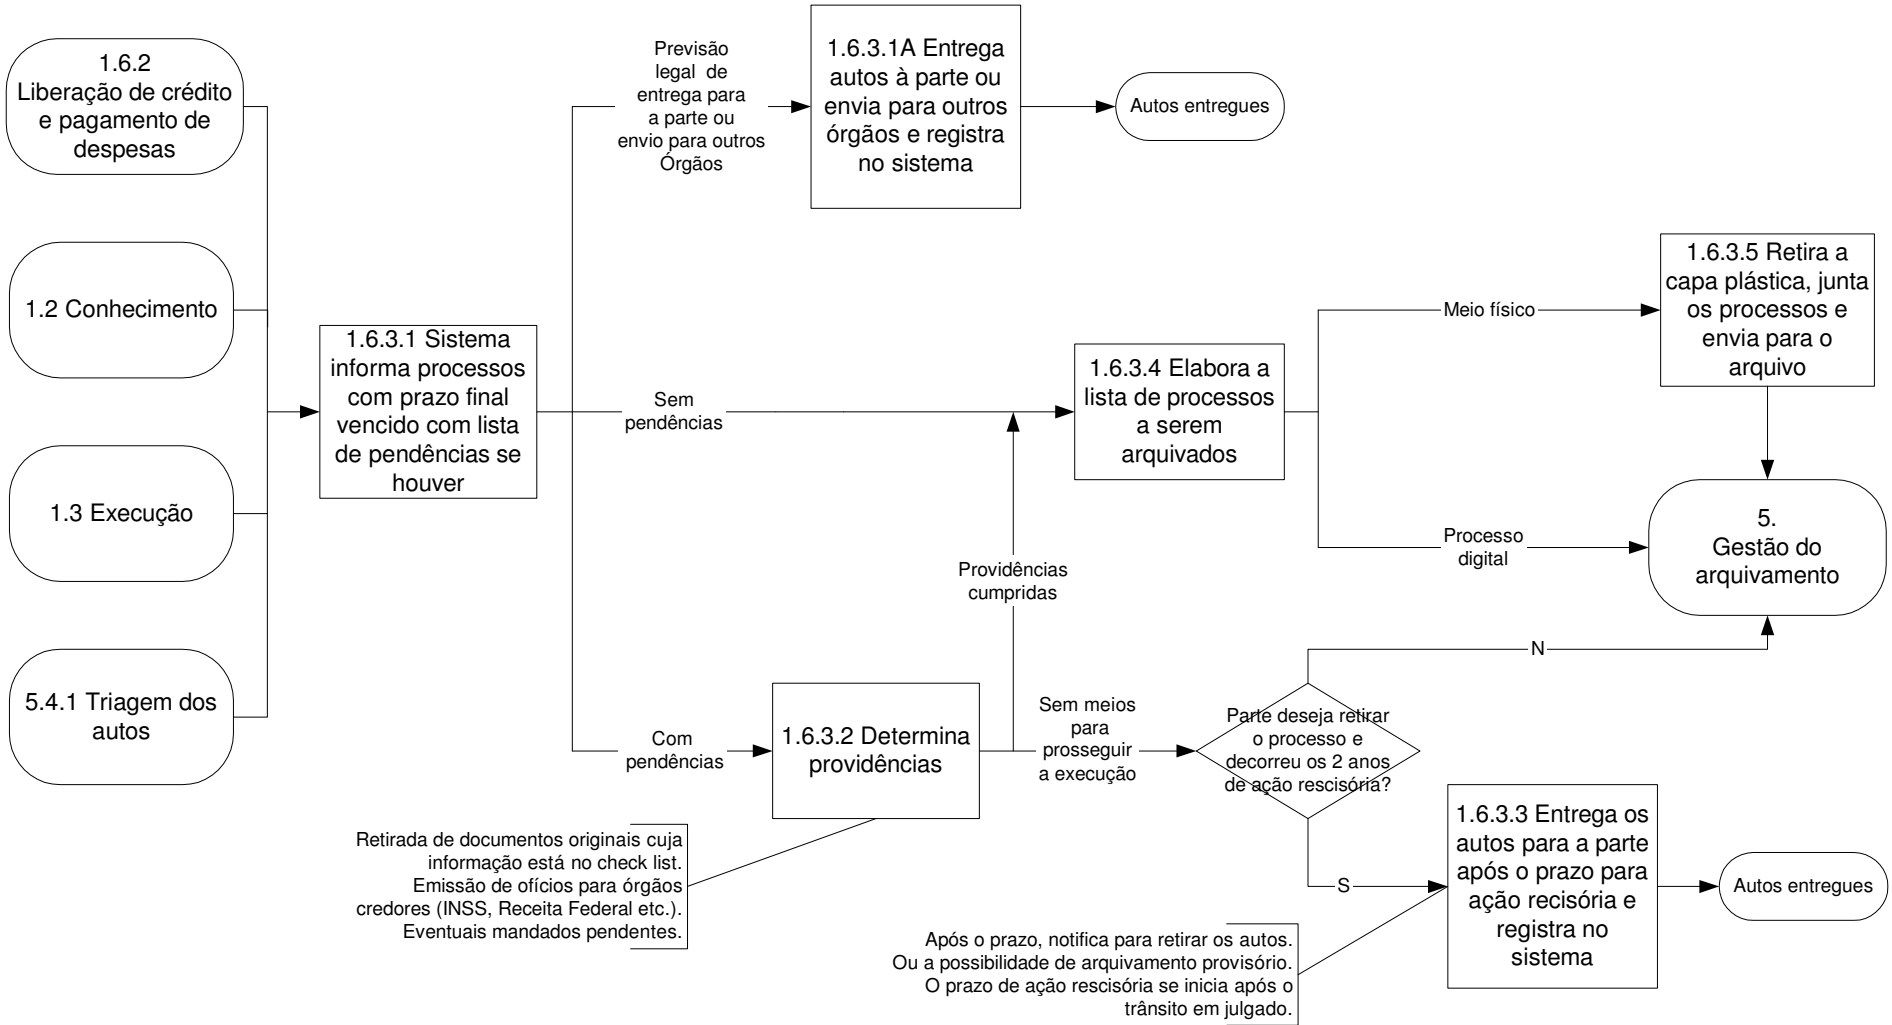 1.6.2
Liberação de crédito
e pagamento de
despesas
1.2 Conhecimento
1.3 Execução
5.4.1 Triagem dos
autos
1.6.3.1 Sistema
informa processos
com prazo final
vencido com lista
de pendências se
houver
Previsão
legal de
entrega para
a parte ou
envio para outros
Órgãos
1.6.3.1A Entrega
autos à parte ou
envia para outros
órgãos e registra
no sistema
Autos entregues
Sem
pendências
Com
pendências
1.6.3.2 Determina
providências
Retirada de documentos originais cuja
informação está no check list.
Emissão de ofícios para órgãos
credores (INSS, Receita Federal etc.).
Eventuais mandados pendentes.
Providências
cumpridas
1.6.3.4 Elabora a
lista de processos
a serem
arquivados
Meio físico
1.6.3.5 Retira a
capa plástica, junta
os processos e
envia para o
arquivo
Processo
digital
5.
Gestão do
arquivamento
Sem meios
para
prosseguir
a execução
Parte deseja retirar
o processo e
decorreu os 2 anos
de ação rescisória?
N
S
1.6.3.3 Entrega os
autos para a parte
após o prazo para
ação recisória e
registra no
sistema
Autos entregues
Após o prazo, notifica para retirar os autos.
Ou a possibilidade de arquivamento provisório.
O prazo de ação rescisória se inicia após o
trânsito em julgado.